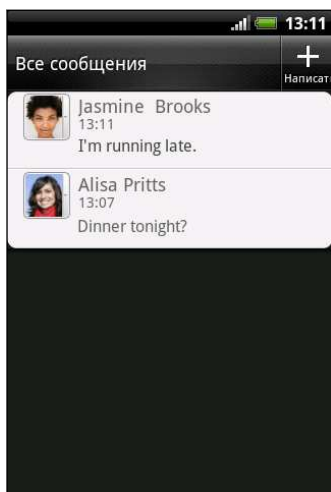 13:11
Все сообщения
Написат
Jasmine Brooks
13:11
I'm running late.
Alisa Pritts
13:07
Dinner tonight?